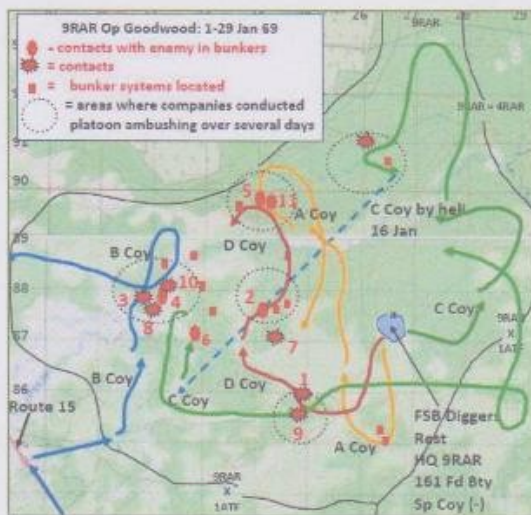 9RAR Op Goodwood: 1-29 Jan 69
- contacts with enemy in bunkers
= contacts
= bunker systems located
= areas where companies conducted
platoon ambushing over several days
26
9RAR
9RAR = 4RAR
91
90
89
88
87
86
5
11
A Coy
D Coy
C Coy by heli
16 Jan
B Coy
10
3
4
8
2
6
7
C Coy
9RAR
X
1ATF
B Coy
C Coy
D Coy
1
9
A Coy
Route 15
FSB Diggers
Rest
HQ 9RAR
161 Fd Bty
Sp Coy (-)
9RAR
X
1ATF